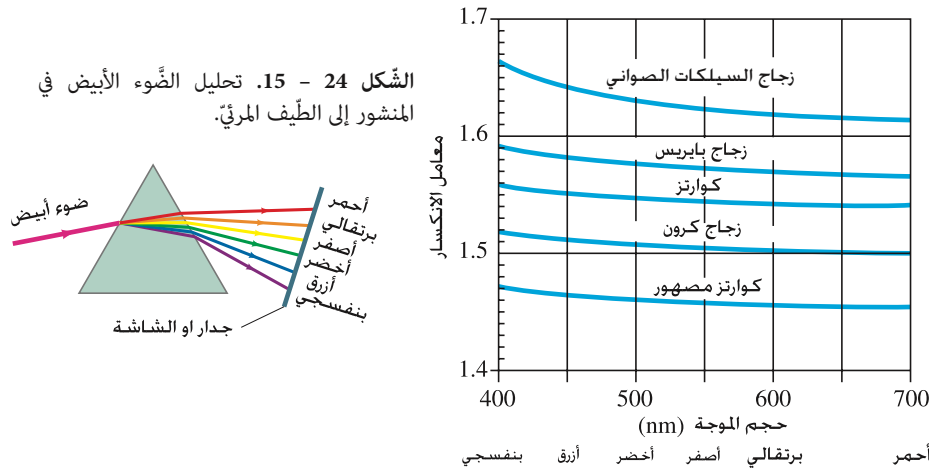 الشّكل 24 – 15. تحليل الضَّوء الأبيض في
المنشور إلى الطّيف المرئيّ.
ضوء أبيض
أحمر
برتقالي
أصفر
أخضر
أزرق
بنفسجي
جدار او الشاشة
1.7
1.6
1.5
1.4
معامل الانكسار
زجاج السيلكات الصواني
زجاج بايريس
كوارتز
زجاج كرون
كوارتز مصهور
400 500 600 700
حجم الموجة (nm)
بنفسجي أزرق أخضر أصفر برتقالي أحمر